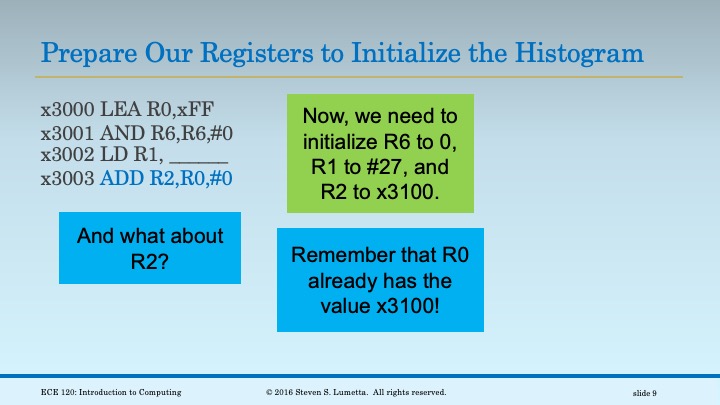 Prepare Our Registers to Initialize the Histogram
x3000 LEA R0,xFF
x3001 AND R6,R6,#0
x3002 LD R1, ______
x3003 ADD R2,R0,#0
Now, we need to
initialize R6 to 0,
R1 to #27, and
R2 to x3100.
And what about
R2?
Remember that R0
already has the
value x3100!
ECE 120: Introduction to Computing
© 2016 Steven S. Lumetta. All rights reserved.
slide 9